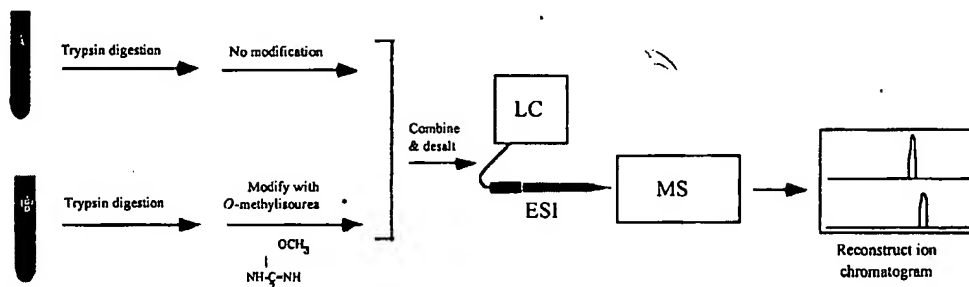 Trypsin digestion
No modification
Trypsin digestion
Modify with
O-methylisourea
OCH3
NH-C=NH
Combine
& desalt
LC
ESI
MS
Reconstruct ion
chromatogram